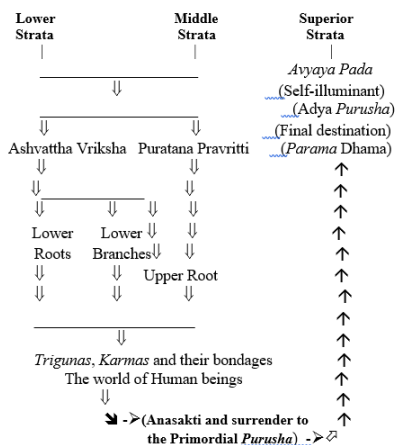 Lower Middle Superior
Strata Strata Strata
Avyaya Pada
(Self-illuminant)
(Adya Purusha)
(Final destination)
Ashvattha Vriksha Puratana Pravritti (Parama Dhama)
Lower Lower
Roots Branches
Upper Root
Trigunas, Karmas and their bondages
The world of Human beings
(Anasakti and surrender to
the Primordial Purusha)